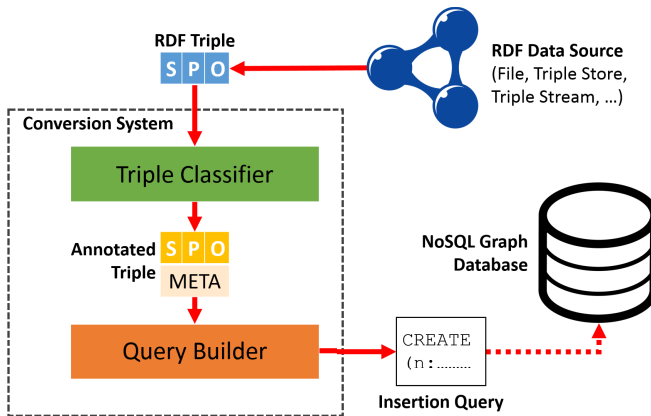 RDF Triple
S P O
RDF Data Source
(File, Triple Store,
Triple Stream, ...)
Conversion System
Triple Classifier
Annotated
Triple
S P O
META
NoSQL Graph
Database
Query Builder
CREATE
(n:.........
Insertion Query